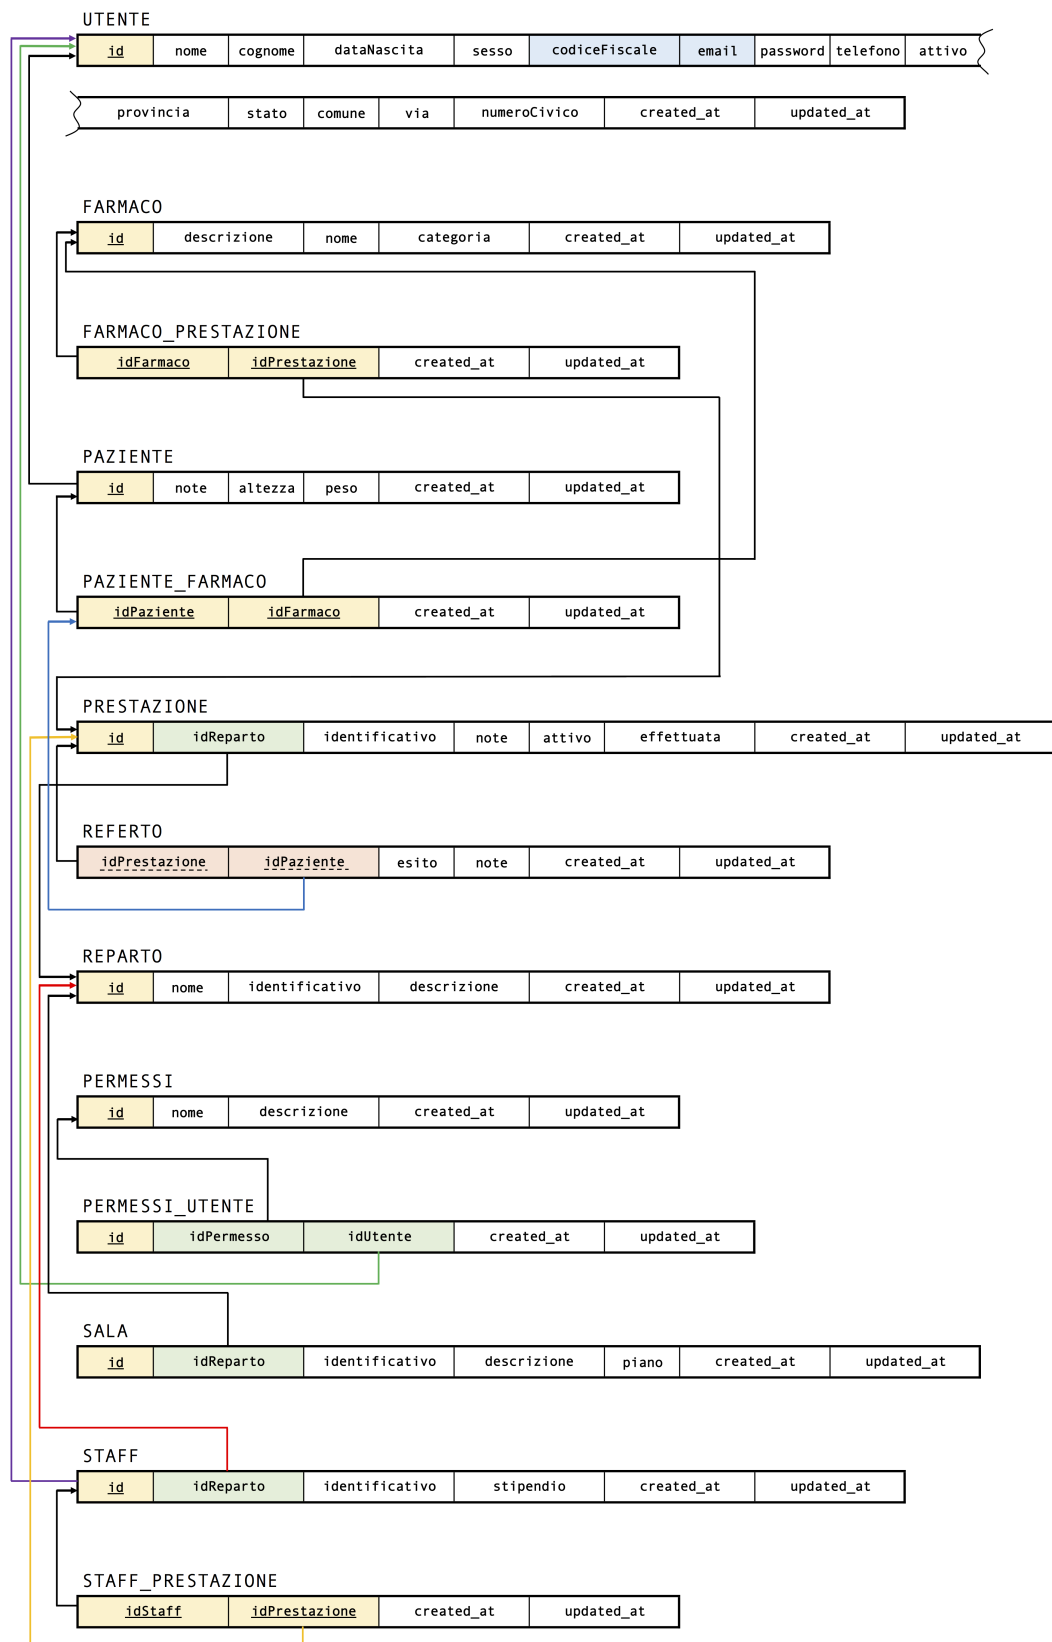 UTENTE
id nome cognome dataNascita sesso codiceFiscale email password telefono attivo
provincia stato comune via numeroCivico created_at updated_at
FARMACO
id descrizione nome categoria created_at updated_at
FARMACO_PRESTAZIONE
idFarmaco idPrestazione created_at updated_at
PAZIENTE
id note altezza peso created_at updated_at
PAZIENTE_FARMACO
idPaziente idFarmaco created_at updated_at
PRESTAZIONE
id idReparto identificativo note attivo effettuata created_at updated_at
REFERTO
idPrestazione idPaziente esito note created_at updated_at
REPARTO
id nome identificativo descrizione created_at updated_at
PERMESSI
id nome descrizione created_at updated_at
PERMESSI_UTENTE
id idPermesso idUtente created_at updated_at
SALA
id idReparto identificativo descrizione piano created_at updated_at
STAFF
id idReparto identificativo stipendio created_at updated_at
STAFF_PRESTAZIONE
idStaff idPrestazione created_at updated_at